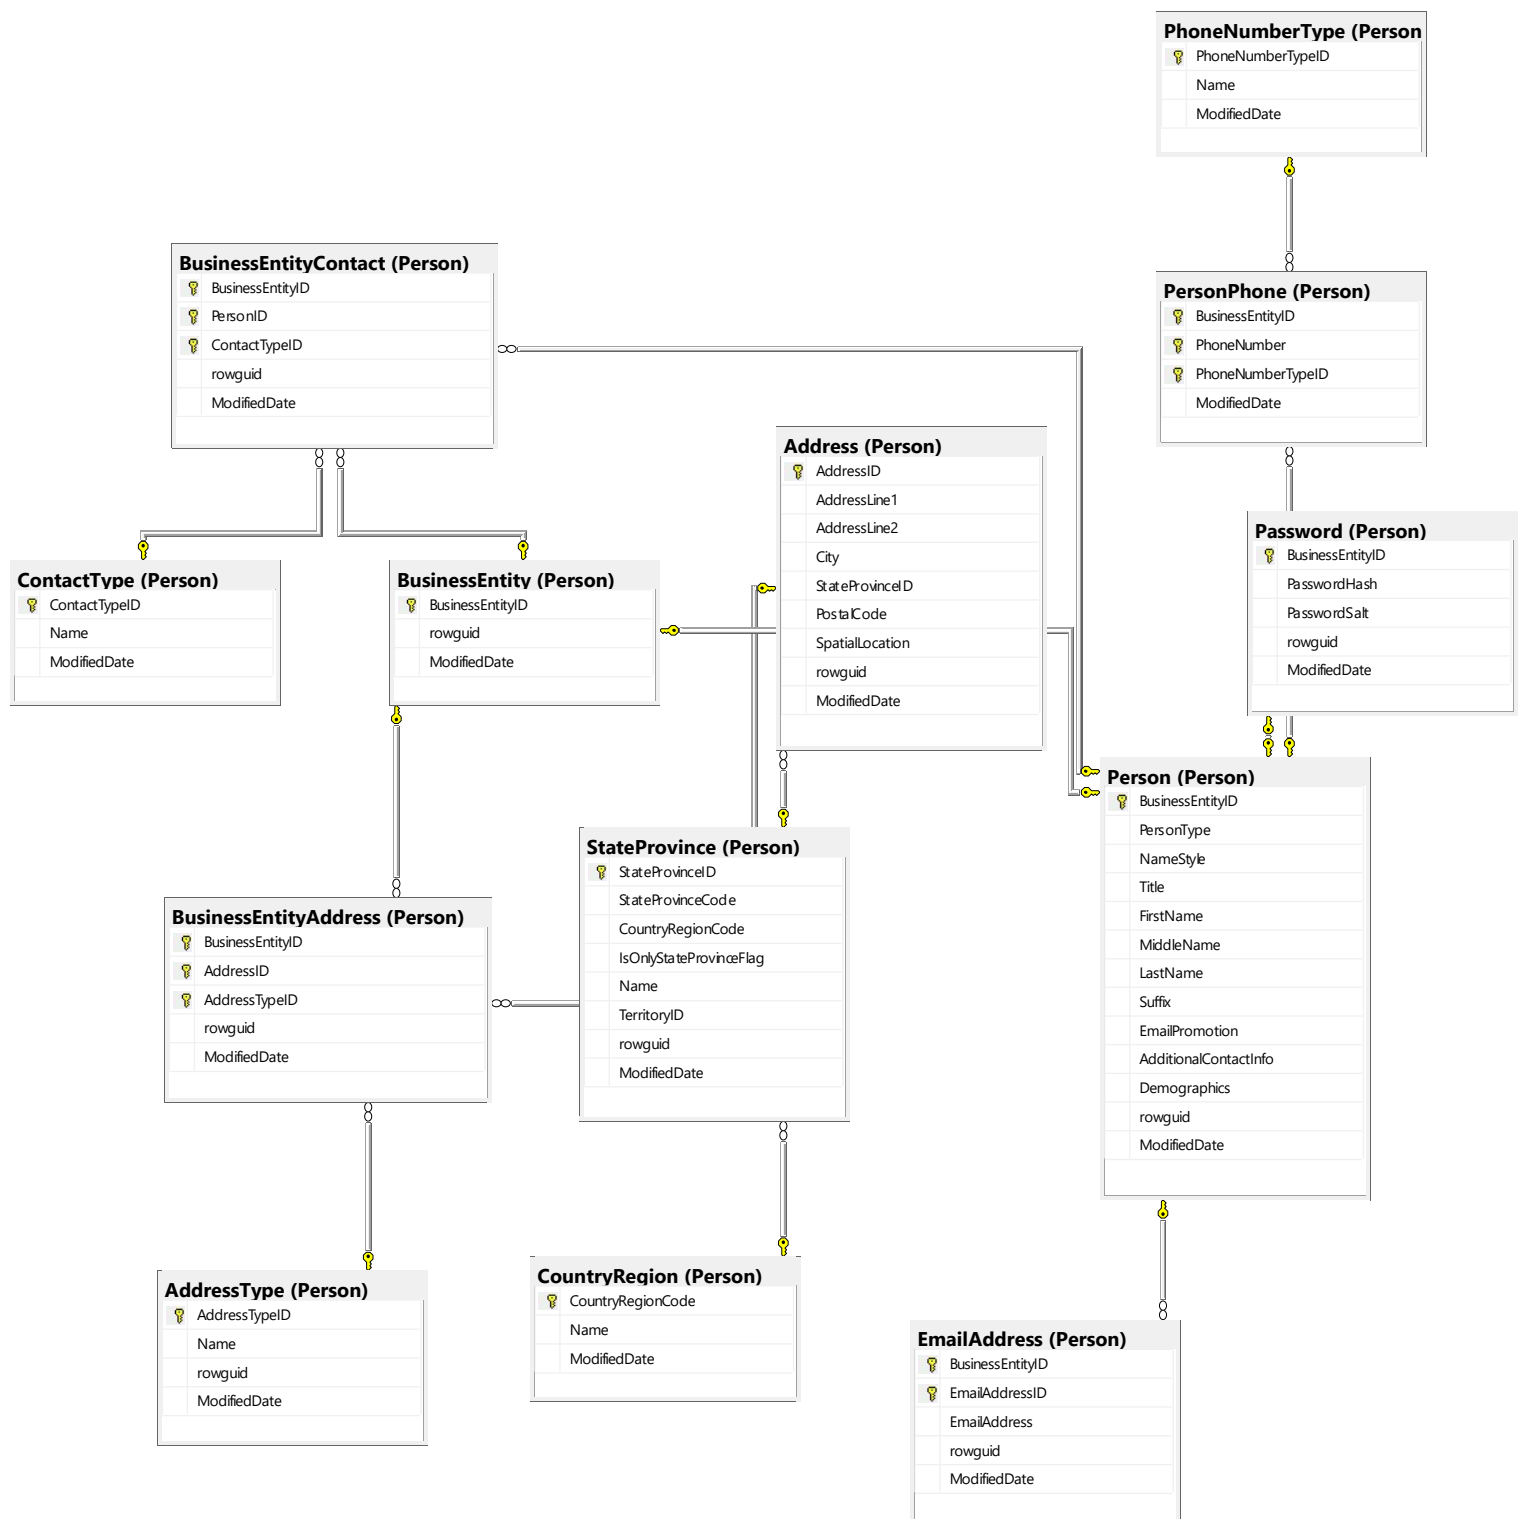 PhoneNumberType (Person
PhoneNumberTypeID
Name
ModifiedDate
BusinessEntityContact (Person)
BusinessEntityID
PersonID
ContactTypeID
rowguid
ModifiedDate
PersonPhone (Person)
BusinessEntityID
PhoneNumber
PhoneNumberTypeID
ModifiedDate
Address (Person)
AddressID
AddressLine1
AddressLine2
City
StateProvinceID
PostalCode
SpatialLocation
rowguid
ModifiedDate
Password (Person)
BusinessEntityID
PasswordHash
PasswordSalt
rowguid
ModifiedDate
ContactType (Person)
ContactTypeID
Name
ModifiedDate
BusinessEntity (Person)
BusinessEntityID
rowguid
ModifiedDate
Person (Person)
BusinessEntityID
PersonType
NameStyle
Title
FirstName
MiddleName
LastName
Suffix
EmailPromotion
AdditionalContactInfo
Demographics
rowguid
ModifiedDate
StateProvince (Person)
StateProvinceID
StateProvinceCode
CountryRegionCode
IsOnlyStateProvinceFlag
Name
TerritoryID
rowguid
ModifiedDate
BusinessEntityAddress (Person)
BusinessEntityID
AddressID
AddressTypeID
rowguid
ModifiedDate
AddressType (Person)
AddressTypeID
Name
rowguid
ModifiedDate
CountryRegion (Person)
CountryRegionCode
Name
ModifiedDate
EmailAddress (Person)
BusinessEntityID
EmailAddressID
EmailAddress
rowguid
ModifiedDate